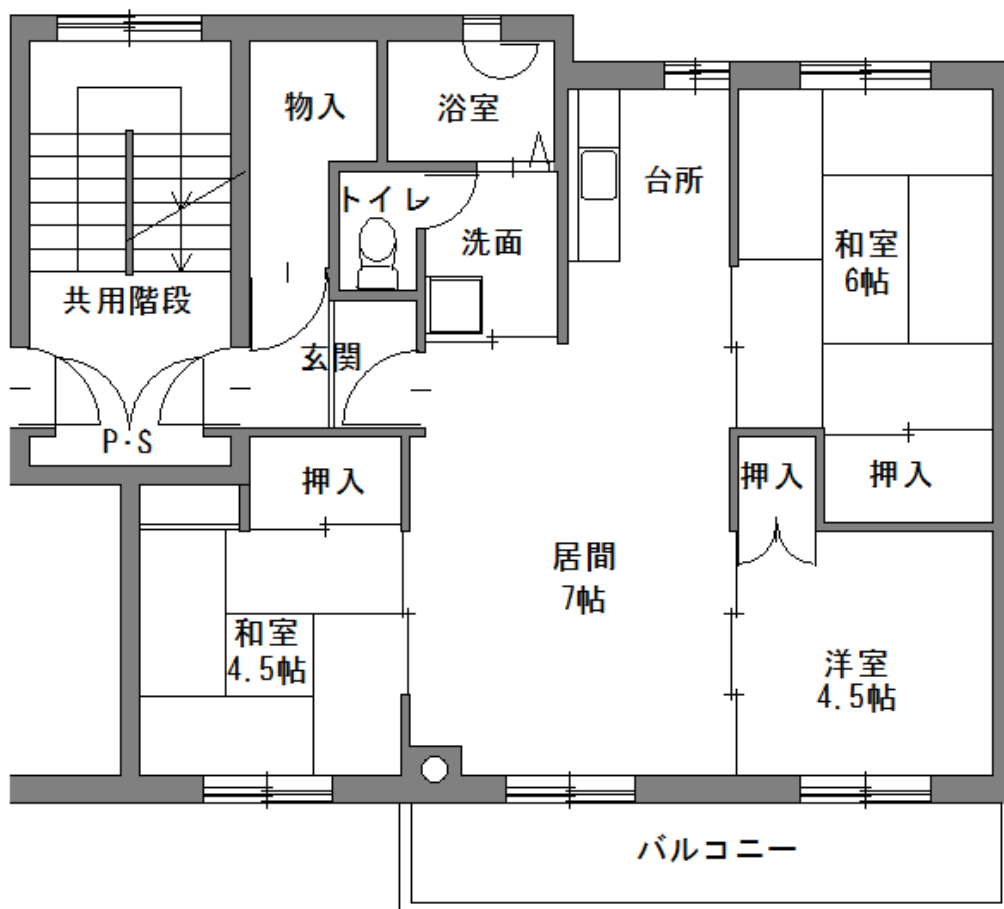 物入
浴室
台所
トイレ
洗面
和室
6帖
共用階段
玄関
P・S
押入
押入
押入
居間
7帖
和室
4.5帖
洋室
4.5帖
バルコニー